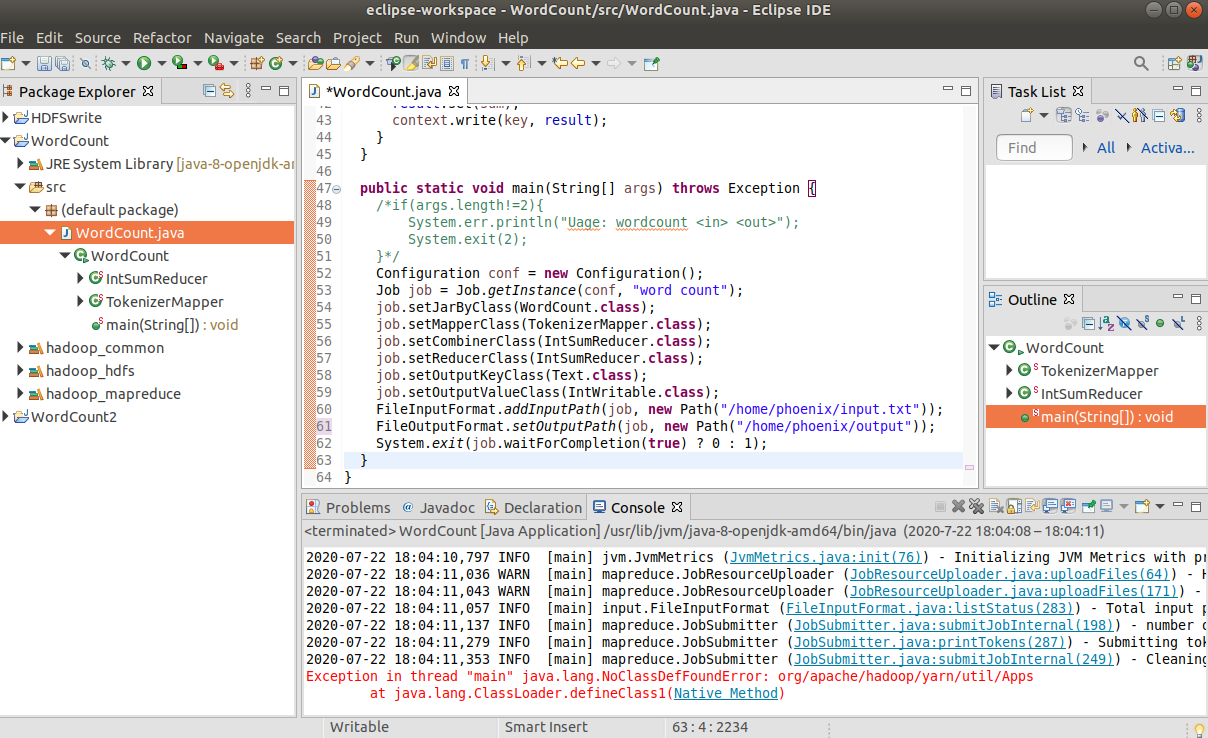 eclipse-workspace - WordCount/src/WordCount.java - Eclipse IDE
File Edit Source Refactor Navigate Search Project Run Window Help
Package Explorer
HDFSwrite
WordCount
JRE System Library [java-8-openjdk-ar
src
(default package)
WordCount.java
WordCount
IntSumReducer
TokenizerMapper
main(String[]) : void
hadoop_common
hadoop_hdfs
hadoop_mapreduce
WordCount2
*WordCount.java
42 result.set(sum);
43 context.write(key, result);
44 }
45 }
46
47 public static void main(String[] args) throws Exception {
48 /*if(args.length!=2){
49 System.err.println("Uage: wordcount <in> <out>");
50 System.exit(2);
51 }*/
52 Configuration conf = new Configuration();
53 Job job = Job.getInstance(conf, "word count");
54 job.setJarByClass(WordCount.class);
55 job.setMapperClass(TokenizerMapper.class);
56 job.setCombinerClass(IntSumReducer.class);
57 job.setReducerClass(IntSumReducer.class);
58 job.setOutputKeyClass(Text.class);
59 job.setOutputValueClass(IntWritable.class);
60 FileInputFormat.addInputPath(job, new Path("/home/phoenix/input.txt"));
61 FileOutputFormat.setOutputPath(job, new Path("/home/phoenix/output"));
62 System.exit(job.waitForCompletion(true) ? 0 : 1);
63 }
64 }
Task List
Find All Activa...
Outline
WordCount
TokenizerMapper
IntSumReducer
main(String[]) : void
Problems @ Javadoc Declaration Console
<terminated> WordCount [Java Application] /usr/lib/jvm/java-8-openjdk-amd64/bin/java (2020-7-22 18:04:08 – 18:04:11)
2020-07-22 18:04:10,797 INFO [main] jvm.JvmMetrics (JvmMetrics.java:init(76)) - Initializing JVM Metrics with pr
2020-07-22 18:04:11,036 WARN [main] mapreduce.JobResourceUploader (JobResourceUploader.java:uploadFiles(64)) - H
2020-07-22 18:04:11,043 WARN [main] mapreduce.JobResourceUploader (JobResourceUploader.java:uploadFiles(171)) -
2020-07-22 18:04:11,057 INFO [main] input.FileInputFormat (FileInputFormat.java:listStatus(283)) - Total input p
2020-07-22 18:04:11,137 INFO [main] mapreduce.JobSubmitter (JobSubmitter.java:submitJobInternal(198)) - number o
2020-07-22 18:04:11,279 INFO [main] mapreduce.JobSubmitter (JobSubmitter.java:printTokens(287)) - Submitting tok
2020-07-22 18:04:11,353 INFO [main] mapreduce.JobSubmitter (JobSubmitter.java:submitJobInternal(249)) - Cleaning
Exception in thread "main" java.lang.NoClassDefFoundError: org/apache/hadoop/yarn/util/Apps
at java.lang.ClassLoader.defineClass1(Native Method)
Writable Smart Insert 63 : 4 : 2234